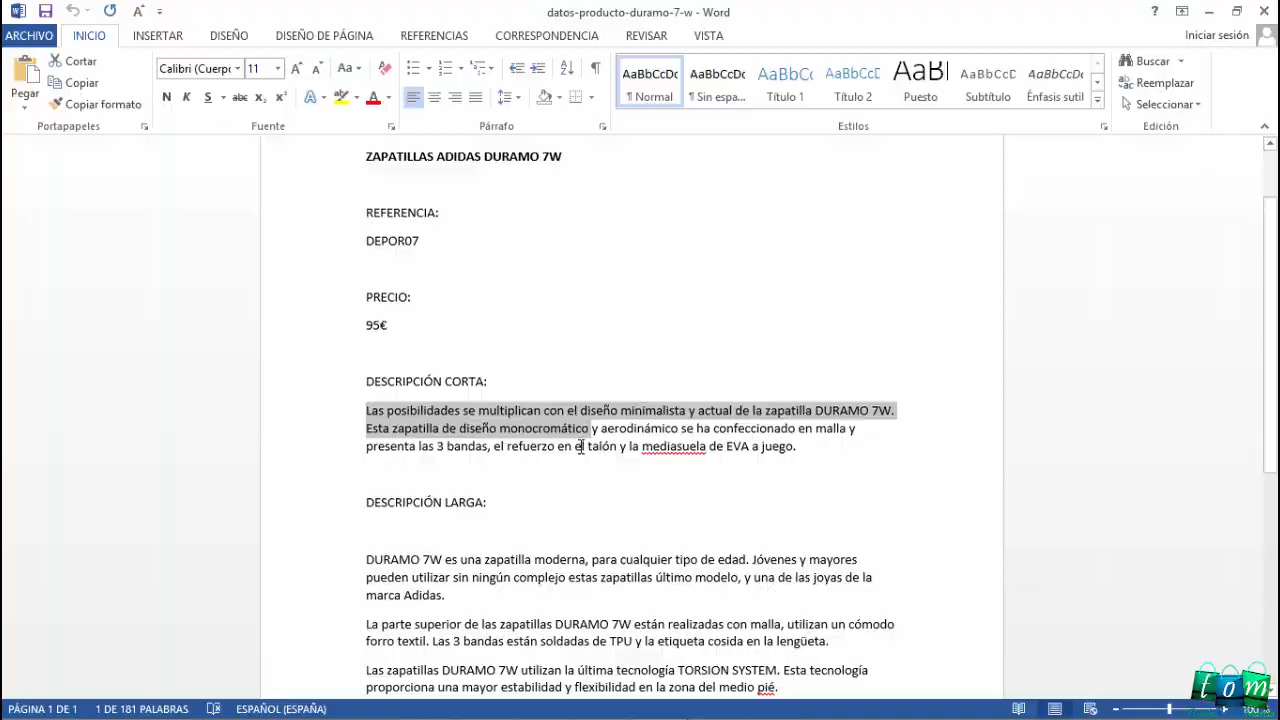 datos-producto-duramo-7-w - Word
ARCHIVO INICIO INSERTAR DISEÑO DISEÑO DE PÁGINA REFERENCIAS CORRESPONDENCIA REVISAR VISTA Iniciar sesión
Pegar
Cortar
Copiar
Copiar formato
Portapapeles
Calibri (Cuerpo 11
N K S abc x₂ x²
Fuente
Párrafo
AaBbCcDc AaBbCcDc AaBbCc AaBbCcD AaBl AaBbCcD AaBbCcDc
¶ Normal ¶ Sin espa... Título 1 Título 2 Puesto Subtítulo Énfasis sutil
Estilos
Buscar
Reemplazar
Seleccionar
Edición
ZAPATILLAS ADIDAS DURAMO 7W
REFERENCIA:
DEPOR07
PRECIO:
95€
DESCRIPCIÓN CORTA:
Las posibilidades se multiplican con el diseño minimalista y actual de la zapatilla DURAMO 7W.
Esta zapatilla de diseño monocromático y aerodinámico se ha confeccionado en malla y
presenta las 3 bandas, el refuerzo en el talón y la mediasuela de EVA a juego.
DESCRIPCIÓN LARGA:
DURAMO 7W es una zapatilla moderna, para cualquier tipo de edad. Jóvenes y mayores
pueden utilizar sin ningún complejo estas zapatillas último modelo, y una de las joyas de la
marca Adidas.
La parte superior de las zapatillas DURAMO 7W están realizadas con malla, utilizan un cómodo
forro textil. Las 3 bandas están soldadas de TPU y la etiqueta cosida en la lengüeta.
Las zapatillas DURAMO 7W utilizan la última tecnología TORSION SYSTEM. Esta tecnología
proporciona una mayor estabilidad y flexibilidad en la zona del medio pié.
PÁGINA 1 DE 1 1 DE 181 PALABRAS ESPAÑOL (ESPAÑA) 100 %
tom